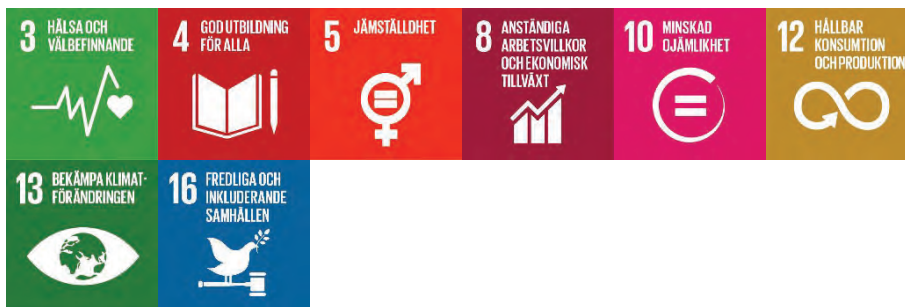 3 HÄLSA OCH
VÄLBEFINNANDE
4 GOD UTBILDNING
FÖR ALLA
5 JÄMSTÄLLDHET
8 ANSTÄNDIGA
ARBETSVILLKOR
OCH EKONOMISK
TILLVÄXT
10 MINSKAD
OJÄMLIKHET
12 HÅLLBAR
KONSUMTION
OCH PRODUKTION
13 BEKÄMPA KLIMAT-
FÖRÄNDRINGEN
16 FREDLIGA OCH
INKLUDERANDE
SAMHÄLLEN